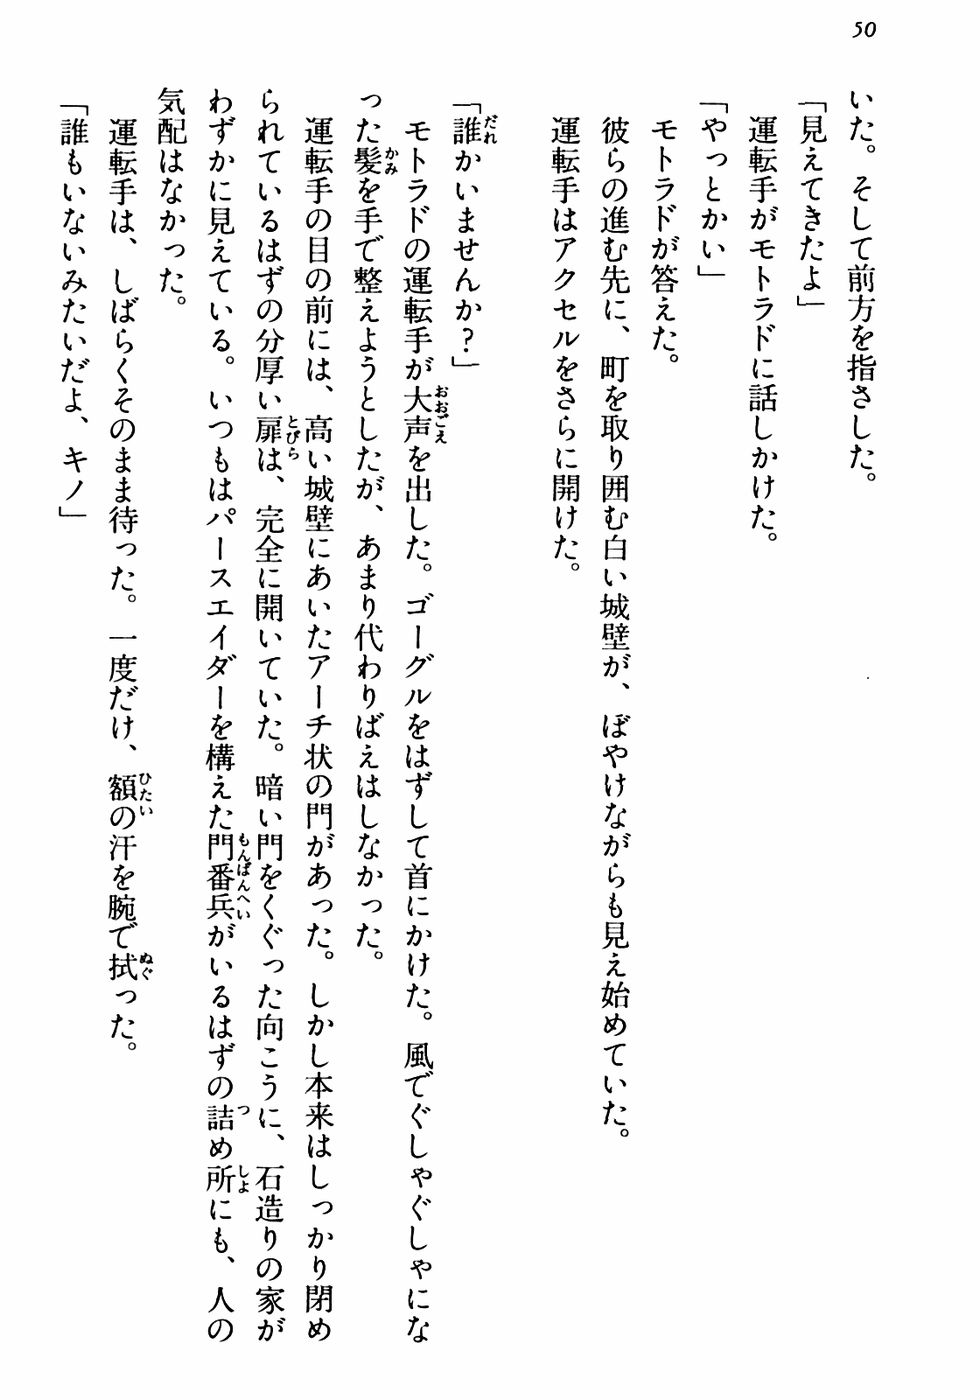 50
いた。そして前方を指さした。
「見えてきたよ」
運転手がモトラドに話しかけた。
「やっとかい」
モトラドが答えた。
彼らの進む先に、町を取り囲む白い城壁が、ぼやけながらも見え始めていた。
運転手はアクセルをさらに開けた。
「誰かいませんか？」
モトラドの運転手が大声を出した。ゴーグルをはずして首にかけた。風でぐしゃぐしゃにな
った髪を手で整えようとしたが、あまり代わりばえはしなかった。
運転手の目の前には、高い城壁にあいたアーチ状の門があった。しかし本来はしっかり閉め
られているはずの分厚い扉は、完全に開いていた。暗い門をくぐった向こうに、石造りの家が
わずかに見えている。いつもはパースエイダーを構えた門番兵がいるはずの詰め所にも、人の
気配はなかった。
運転手は、しばらくそのまま待った。一度だけ、額の汗を腕で拭った。
「誰もいないみたいだよ、キノ」